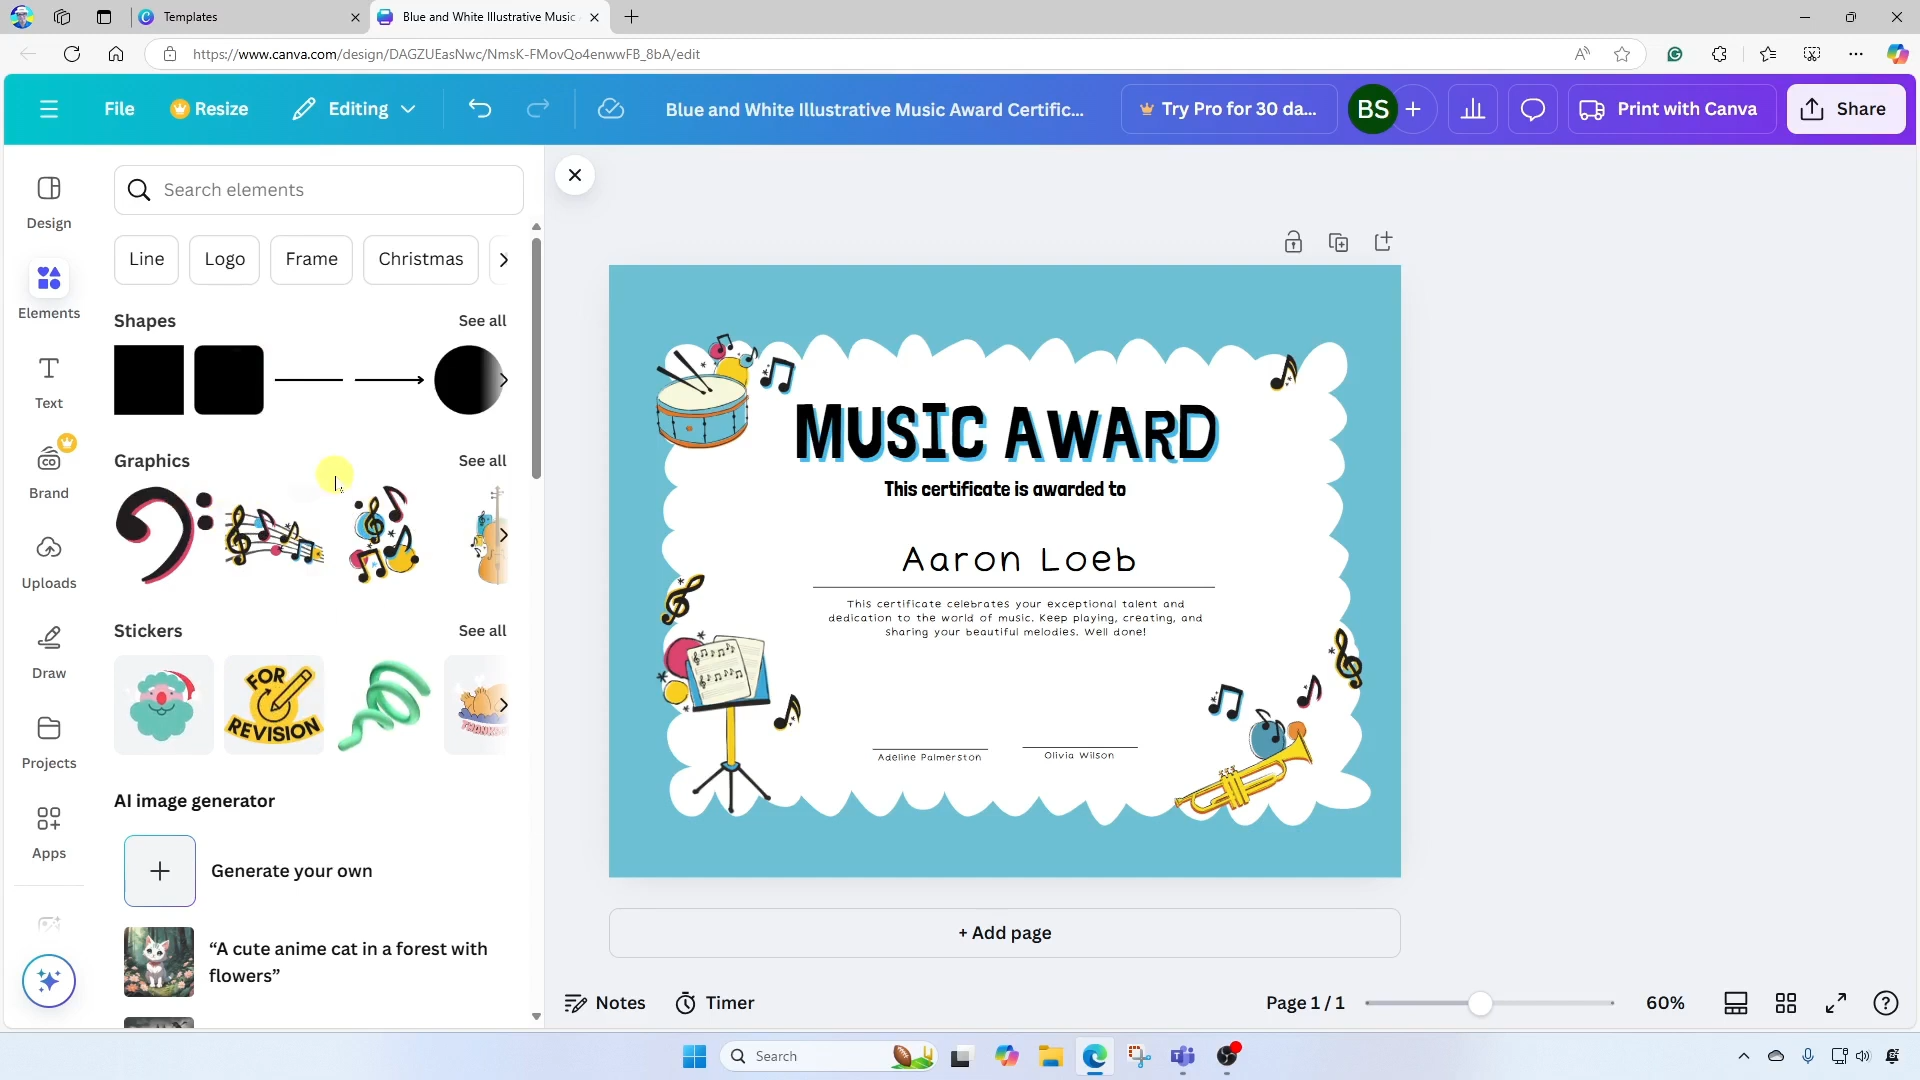 Templates
Blue and White Illustrative Music
https://www.canva.com/design/DAGZUEasNwc/NmsK-FMovQo4enwwFB_8bA/edit
File
Resize
Editing
Blue and White Illustrative Music Award Certific...
Try Pro for 30 da...
BS
Print with Canva
Share
Design
Elements
Text
Brand
Uploads
Draw
Projects
Apps
Search elements
Line
Logo
Frame
Christmas
Shapes
See all
Graphics
See all
Stickers
See all
FOR
REVISION
AI image generator
Generate your own
“A cute anime cat in a forest with
flowers”
MUSIC AWARD
This certificate is awarded to
Aaron Loeb
This certificate celebrates your exceptional talent and
dedication to the world of music. Keep playing, creating, and
sharing your beautiful melodies. Well done!
Adeline Palmerston
Olivia Wilson
+ Add page
Notes
Timer
Page 1 / 1
60%
Search